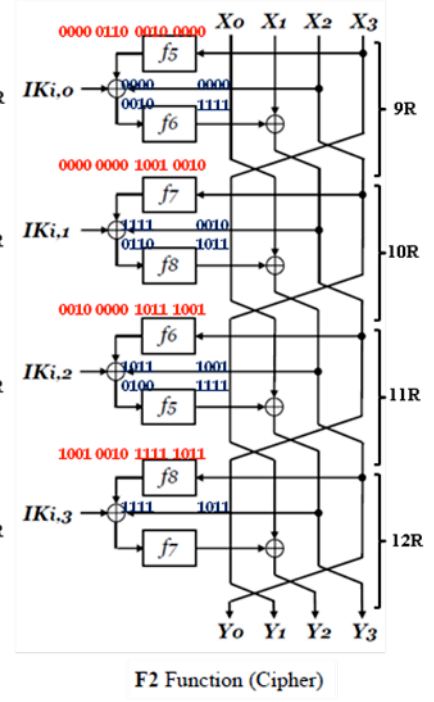 0000 0110 0010 0000 X0 X1 X2 X3
f5
IKi,0 0000 0000
0010 f6 1111
9R
0000 0000 1001 0010
f7
IKi,1 1111 0010
0110 f8 1011
10R
0010 0000 1011 1001
f6
IKi,2 1011 1001
0100 f5 1111
11R
1001 0010 1111 1011
f8
IKi,3 1111 1011
f7
12R
Y0 Y1 Y2 Y3
F2 Function (Cipher)